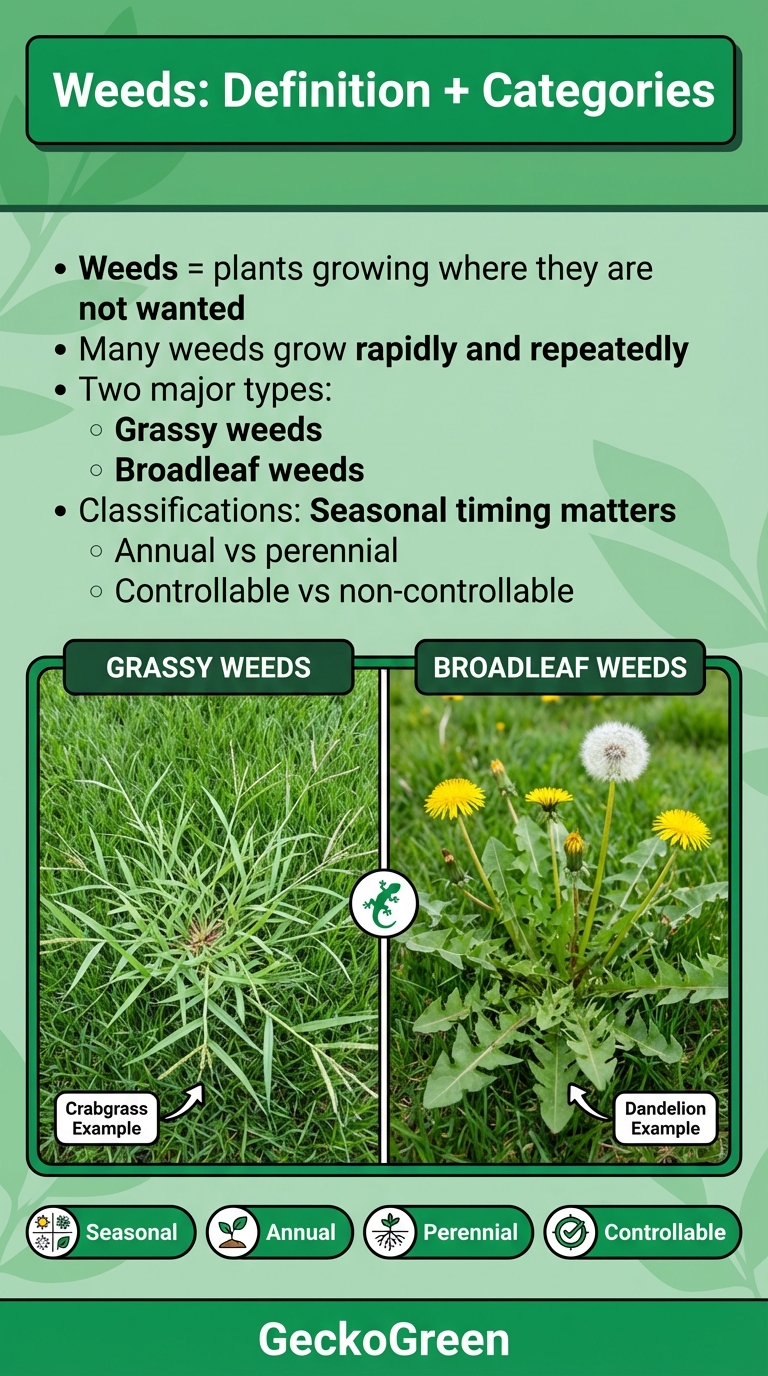 Weeds: Definition + Categories
• Weeds = plants growing where they are
not wanted
• Many weeds grow rapidly and repeatedly
• Two major types:
○ Grassy weeds
○ Broadleaf weeds
• Classifications: Seasonal timing matters
○ Annual vs perennial
○ Controllable vs non-controllable
GRASSY WEEDS
BROADLEAF WEEDS
Crabgrass
Example
Dandelion
Example
Seasonal
Annual
Perennial
Controllable
GeckoGreen